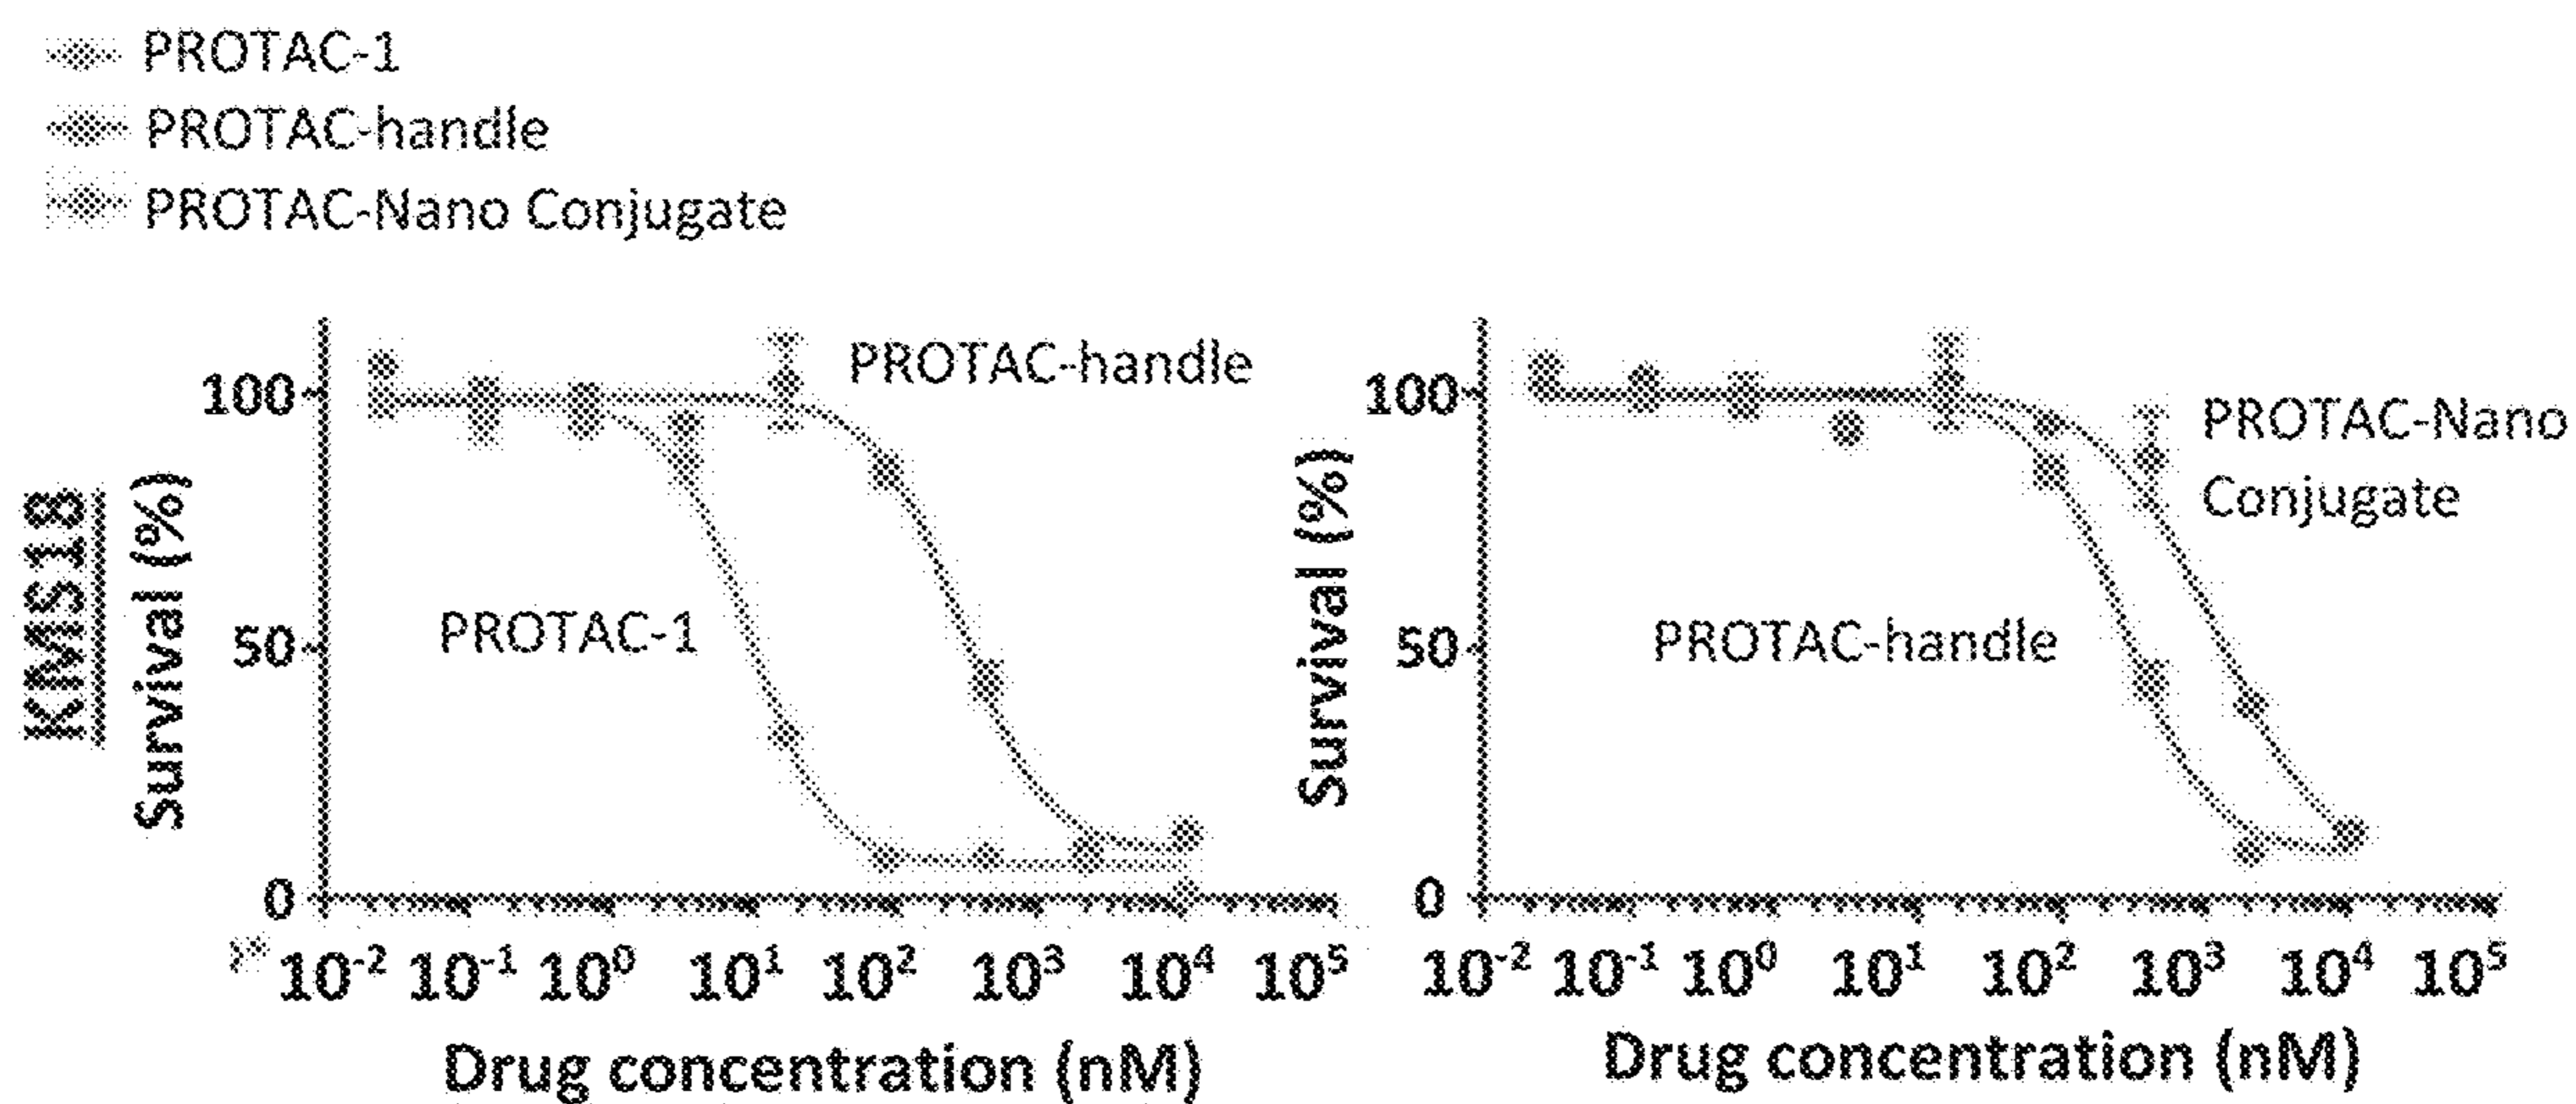 PROTAC-1
PROTAC-handle
PROTAC-Nano Conjugate
KMS18
Survival (%)
100
50
0
PROTAC-handle
PROTAC-1
10⁻² 10⁻¹ 10⁰ 10¹ 10² 10³ 10⁴ 10⁵
Drug concentration (nM)
Survival (%)
100
50
0
PROTAC-Nano
Conjugate
PROTAC-handle
10⁻² 10⁻¹ 10⁰ 10¹ 10² 10³ 10⁴ 10⁵
Drug concentration (nM)